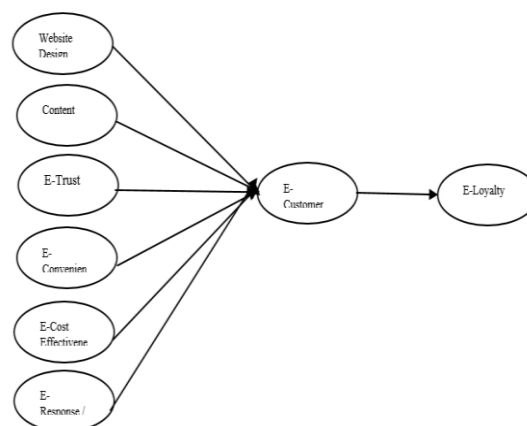 Website
Design
Content
E-Trust
E-
Convenien
E-Cost
Effectivene
E-
Response /
E-
Customer
E-Loyalty